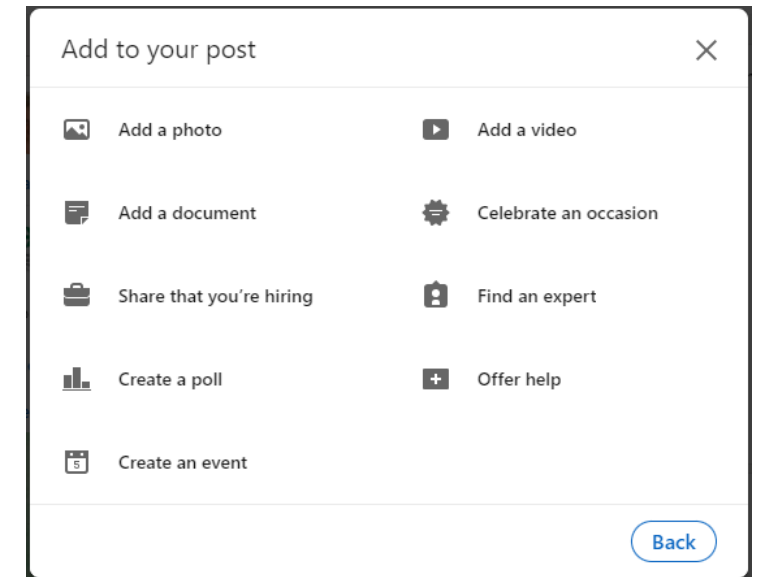 Add to your post
Add a photo
Add a video
Add a document
Celebrate an occasion
Share that you're hiring
Find an expert
Create a poll
Offer help
5
Create an event
Back